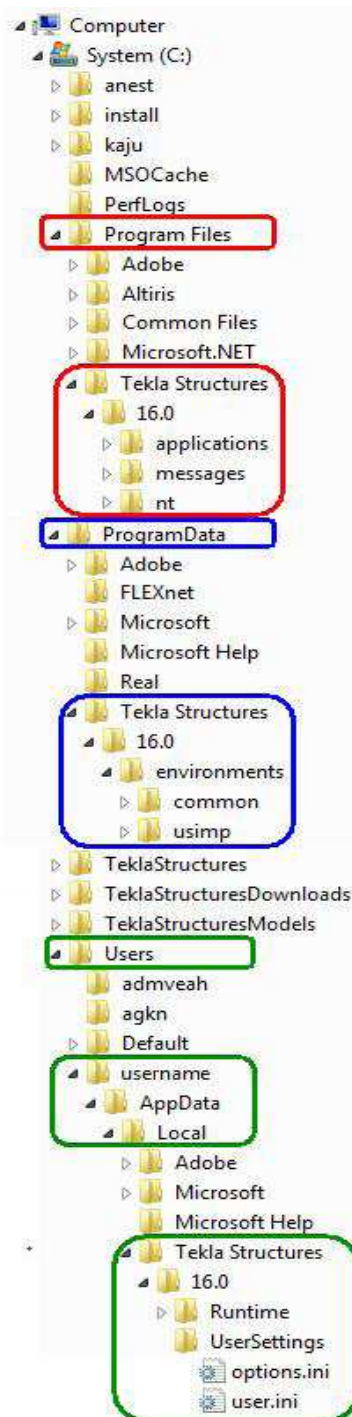 Computer
System (C:)
anest
install
kaju
MSOCache
PerfLogs
Program Files
Adobe
Altiris
Common Files
Microsoft.NET
Tekla Structures
16.0
applications
messages
nt
ProgramData
Adobe
FLEXnet
Microsoft
Microsoft Help
Real
Tekla Structures
16.0
environments
common
usimp
TeklaStructures
TeklaStructuresDownloads
TeklaStructuresModels
Users
admveah
agkn
Default
username
AppData
Local
Adobe
Microsoft
Microsoft Help
Tekla Structures
16.0
Runtime
UserSettings
options.ini
user.ini